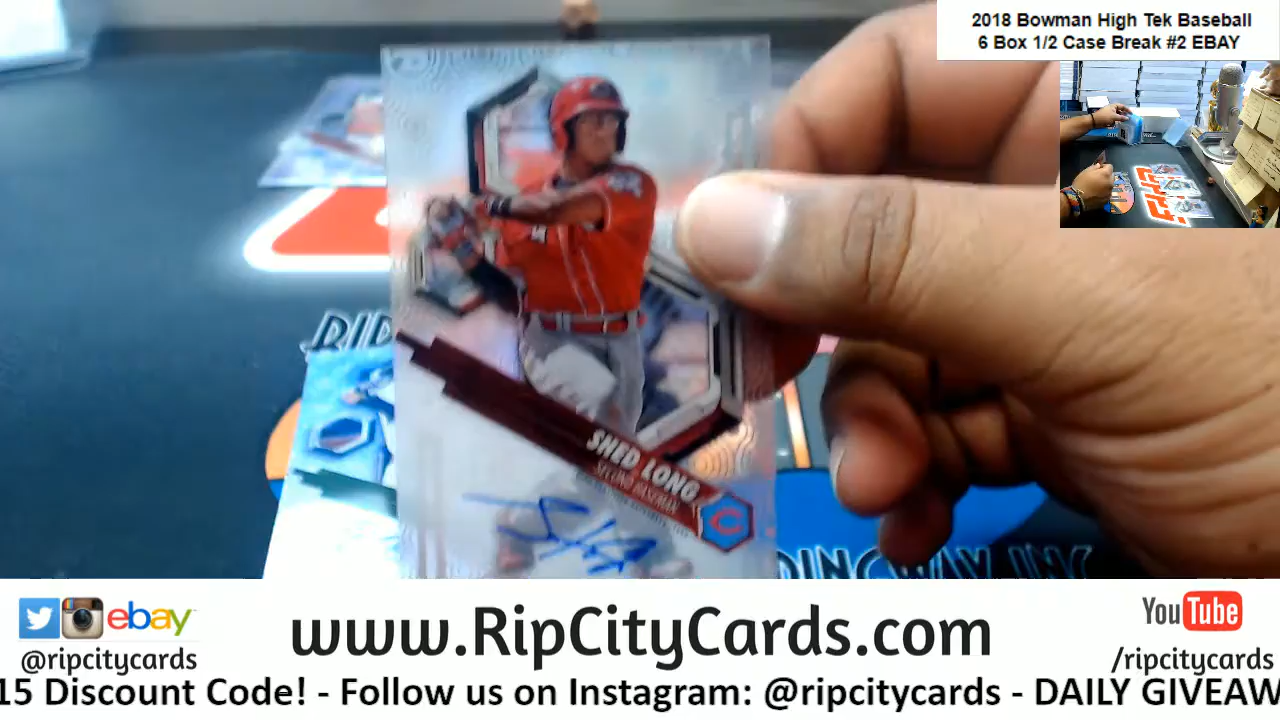 2018 Bowman High Tek Baseball
6 Box 1/2 Case Break #2 EBAY
SHED LONG
SECOND BASEMAN
ebay
@ripcitycards
www.RipCityCards.com
YouTube
/ripcitycards
15 Discount Code! - Follow us on Instagram: @ripcitycards - DAILY GIVEAW